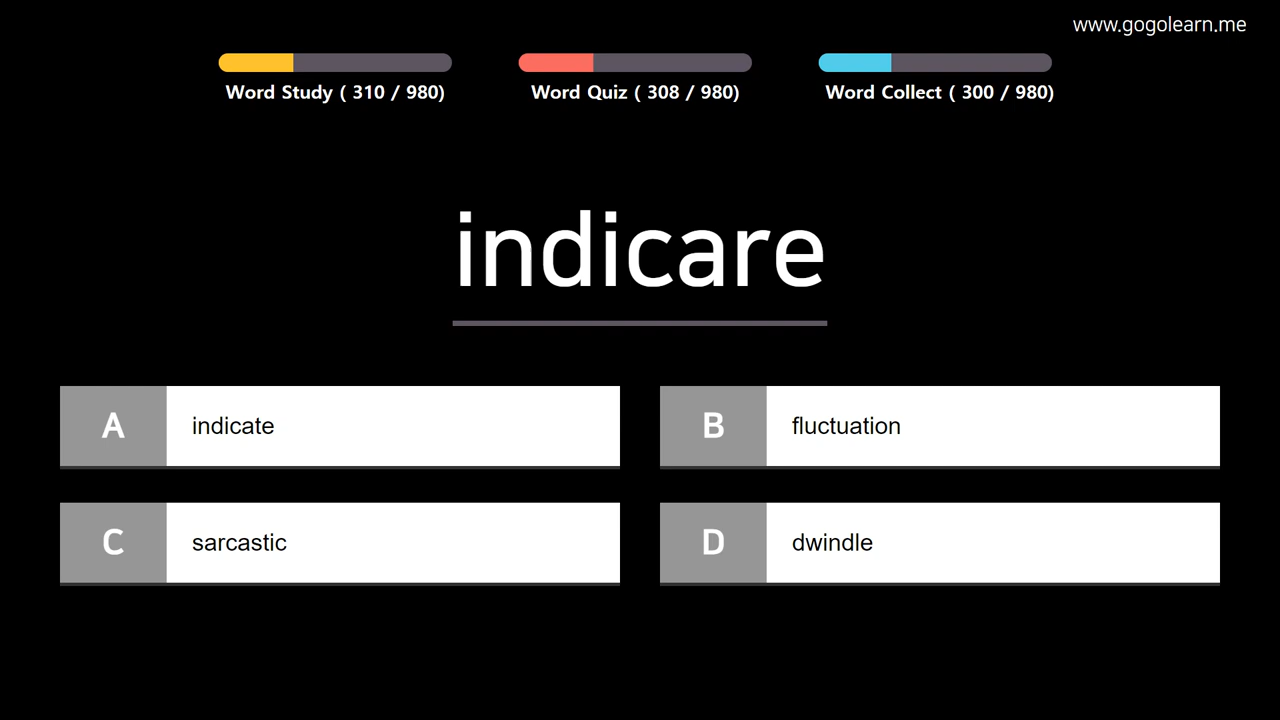 www.gogolearn.me
Word Study ( 310 / 980)
Word Quiz ( 308 / 980)
Word Collect ( 300 / 980)
indicare
A indicate
B fluctuation
C sarcastic
D dwindle